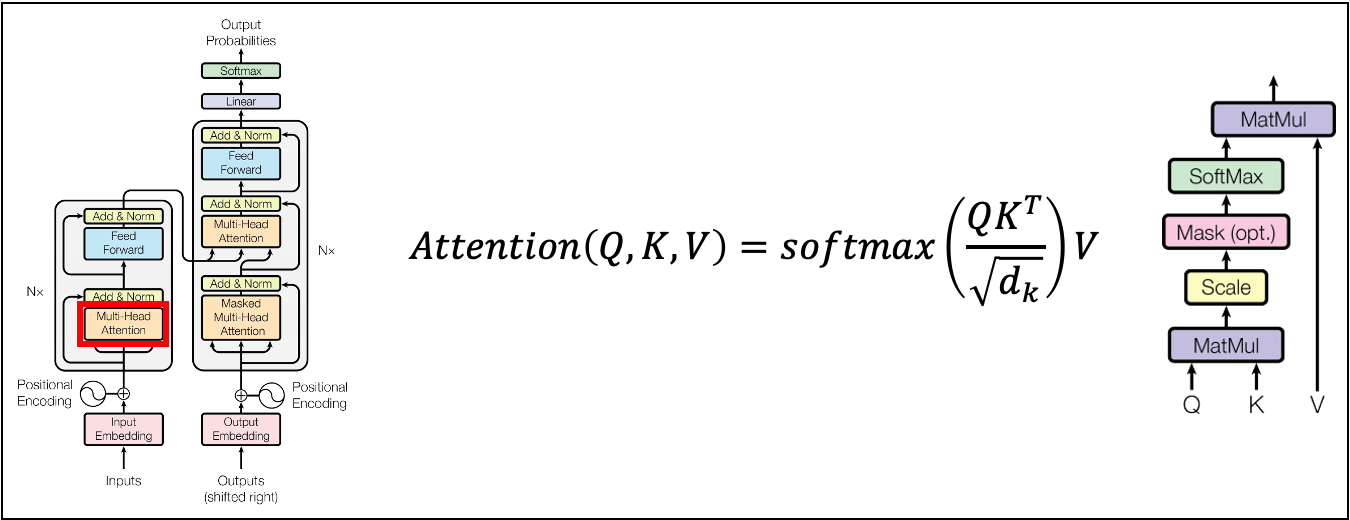 Output
Probabilities
Softmax
Linear
Add & Norm
Feed
Forward
Add & Norm
Multi-Head
Attention
Nx
Add & Norm
Masked
Multi-Head
Attention
Add & Norm
Feed
Forward
Nx
Add & Norm
Multi-Head
Attention
Positional
Encoding
Positional
Encoding
Input
Embedding
Output
Embedding
Inputs
Outputs
(shifted right)
Attention(Q, K, V) = softmax(QK^T/√d_k)V
MatMul
SoftMax
Mask (opt.)
Scale
MatMul
Q K V